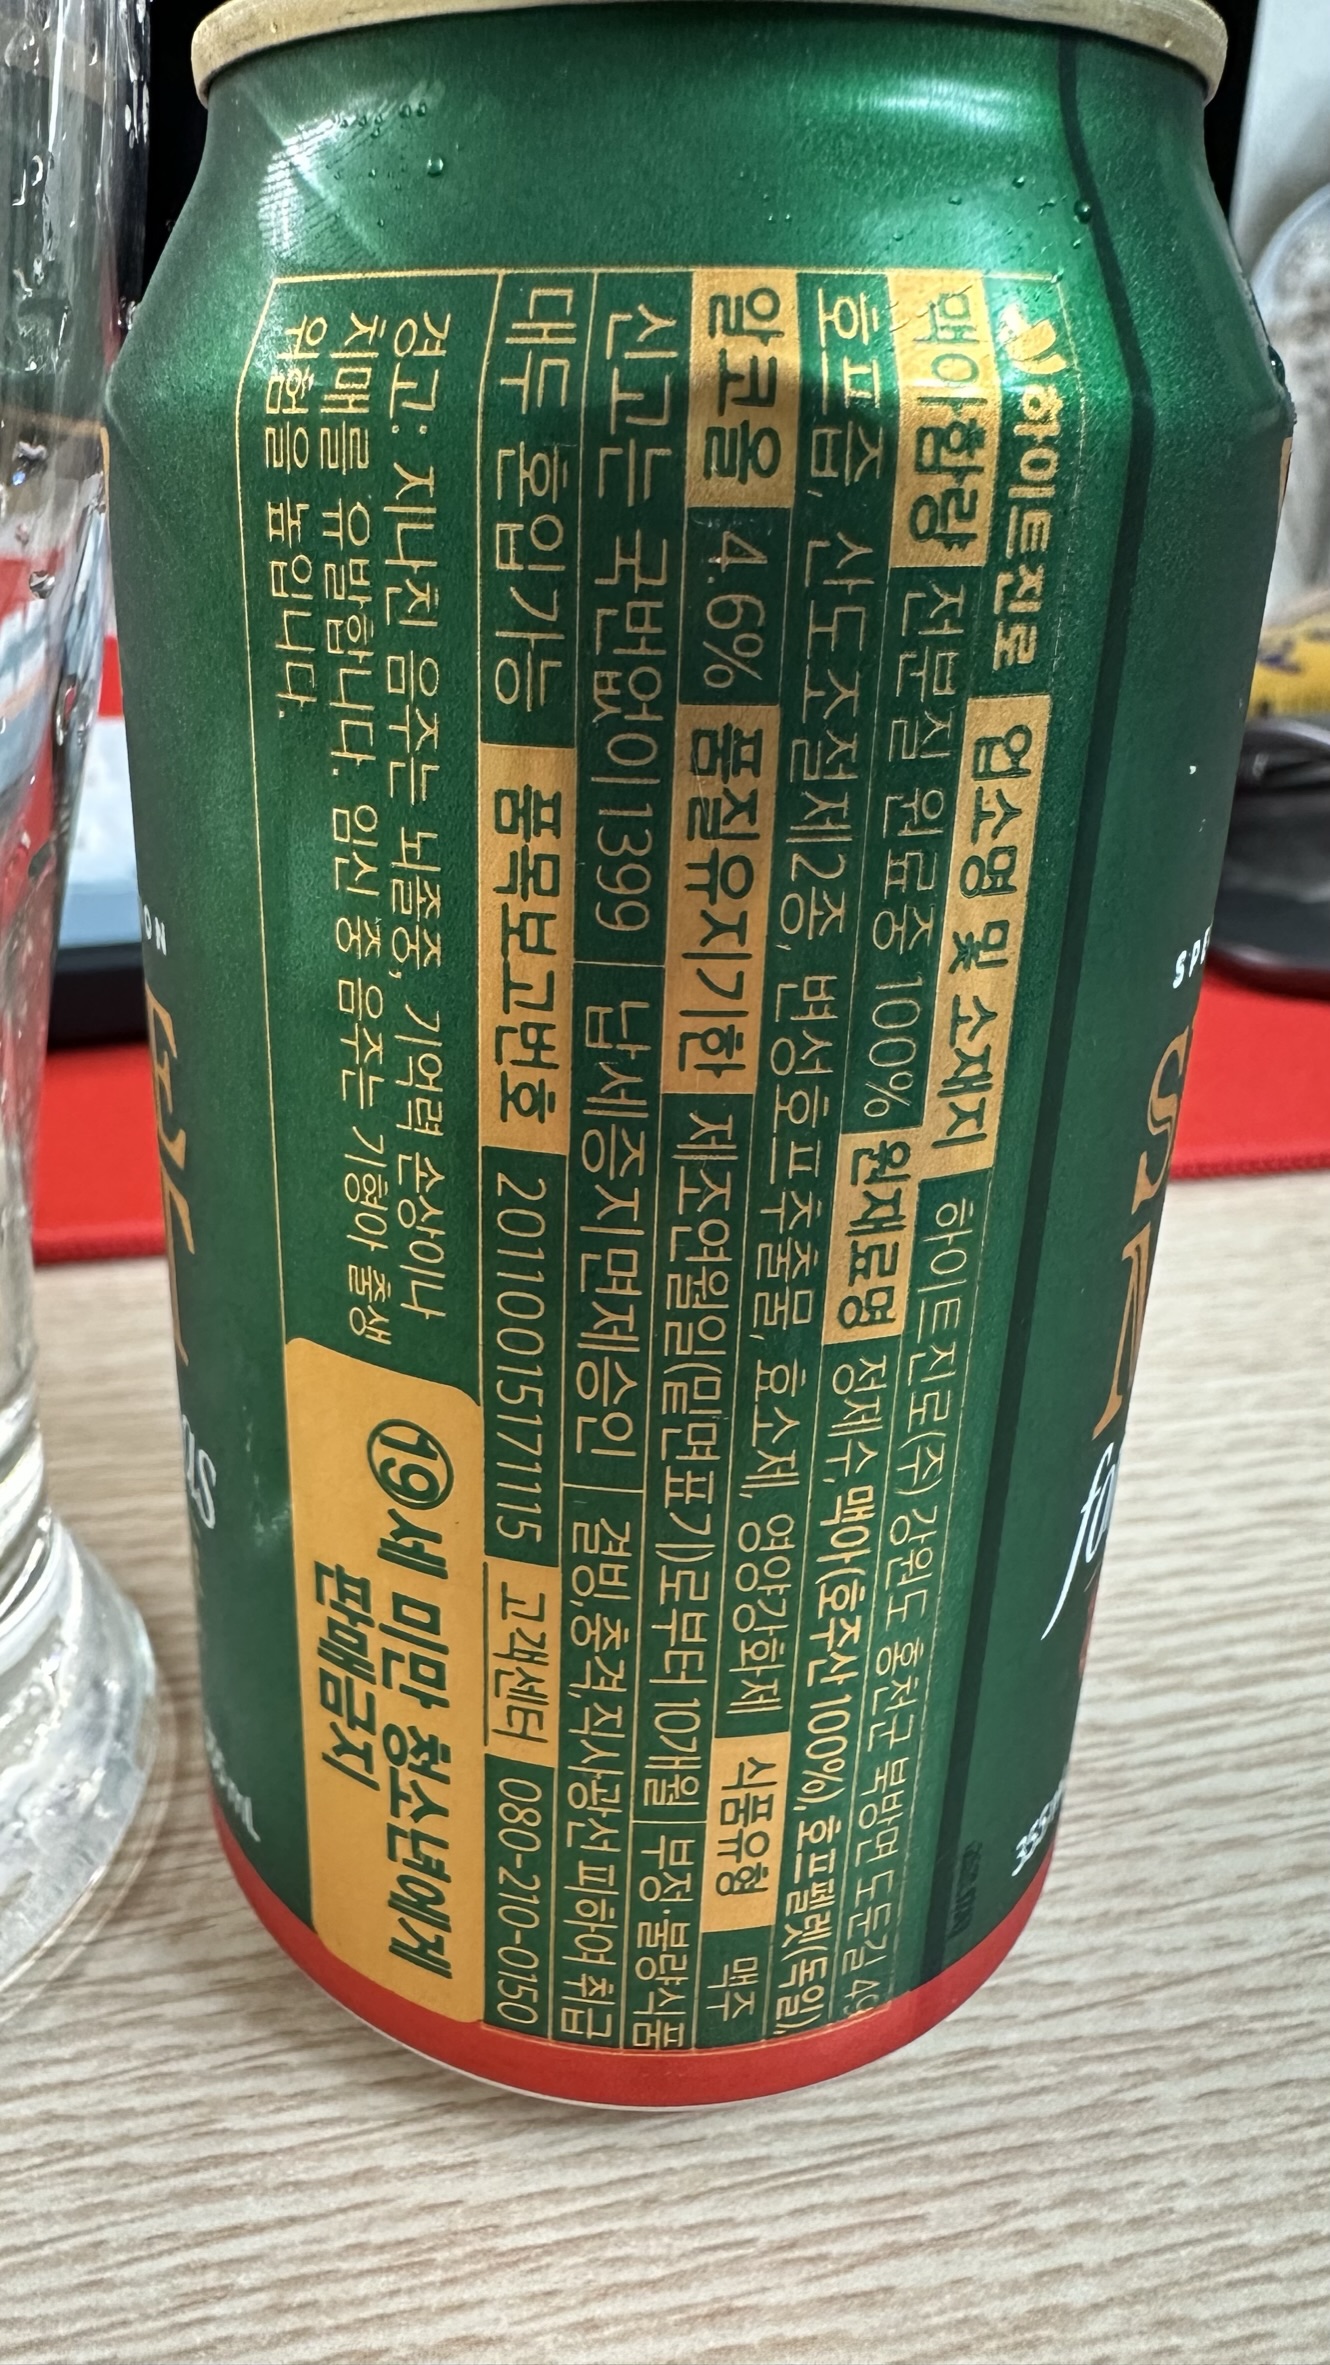 하이트진로 업소명 및 소재지 하이트진로(주) 강원도 홍천군 북방면 도둔길 49
맥아함량 전분질 원료중 100% 원재료명 정제수, 맥아(호주산 100%), 호프펠렛(독일),
호프즙, 산도조절제2종, 변성호프추출물, 효소제, 영양강화제 식품유형 맥주
알코올 4.6% 품질유지기한 제조연월일(밑면표기)로부터 10개월 부정·불량식품
신고는 국번없이 1399 납세증지면제승인 결빙,충격,직사광선 피하여 취급
대두 혼입가능 품목보고번호 20110015171115 고객센터 080-210-0150
경고: 지나친 음주는 뇌졸중, 기억력 손상이나
치매를 유발합니다. 임신 중 음주는 기형아 출생
위험을 높입니다.
19세 미만 청소년에게
판매금지
ON
SPE
355m
mL